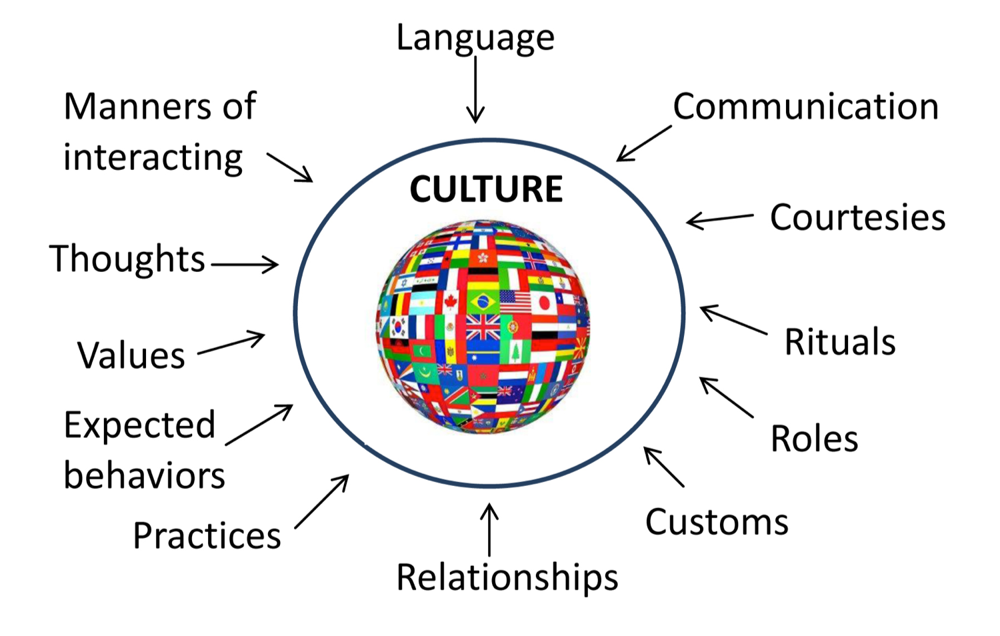 Language
Manners of
interacting
Communication
CULTURE
Courtesies
Thoughts
Values
Rituals
Expected
behaviors
Roles
Practices
Customs
Relationships